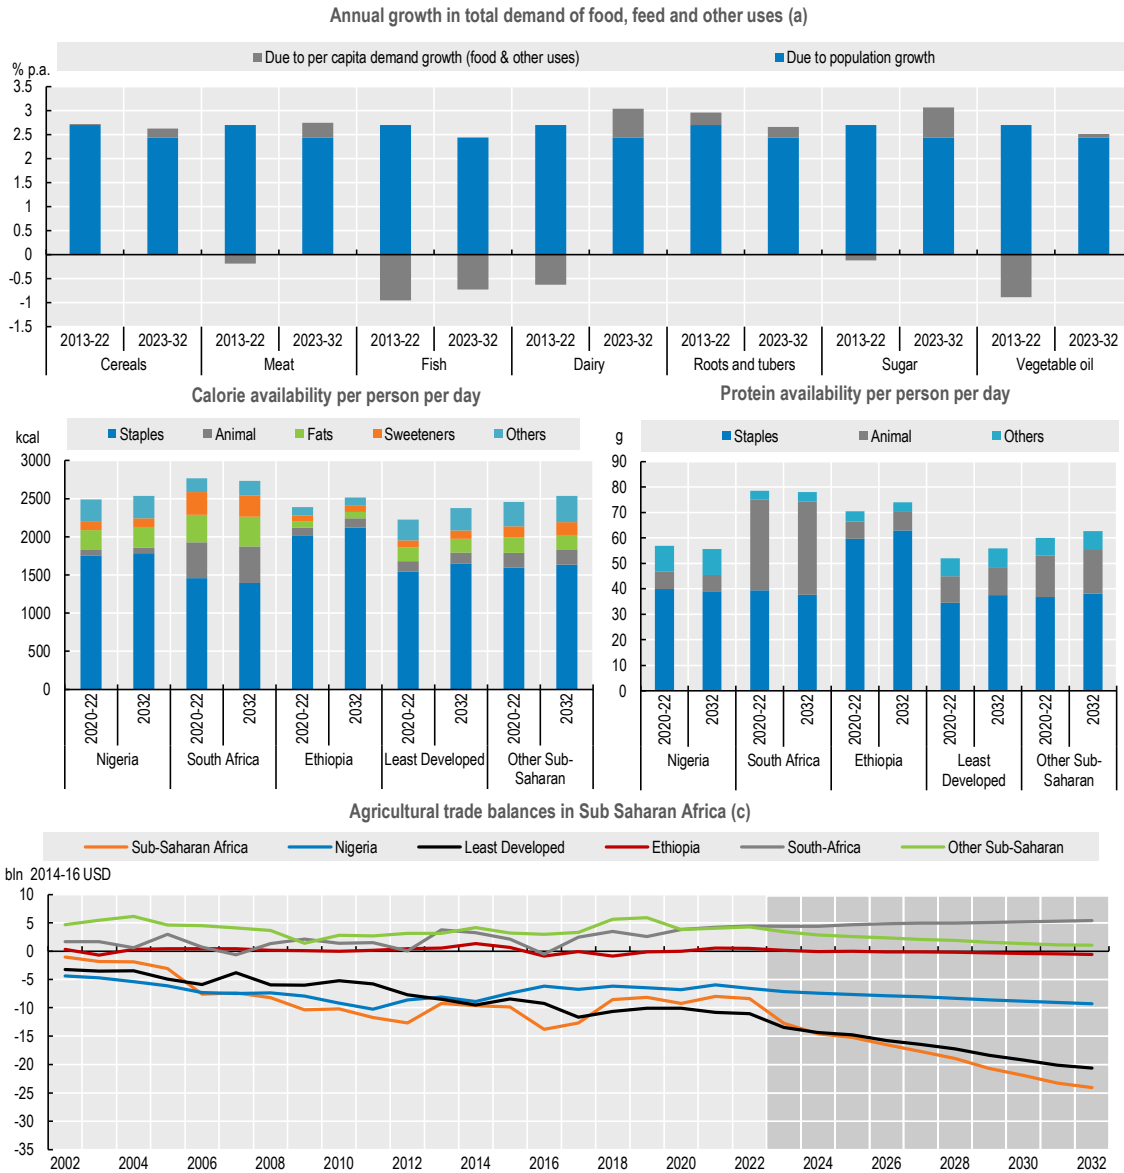 Annual growth in total demand of food, feed and other uses (a)
Due to per capita demand growth (food & other uses) Due to population growth
% p.a.
3.5
3
2.5
2
1.5
1
0.5
0
-0.5
-1
-1.5
2013-22 2023-32 2013-22 2023-32 2013-22 2023-32 2013-22 2023-32 2013-22 2023-32 2013-22 2023-32 2013-22 2023-32
Cereals Meat Fish Dairy Roots and tubers Sugar Vegetable oil
Calorie availability per person per day
kcal
Staples Animal Fats Sweeteners Others
3000
2500
2000
1500
1000
500
0
2020-22 2032 2020-22 2032 2020-22 2032 2020-22 2032 2020-22 2032
Nigeria South Africa Ethiopia Least Developed Other Sub-
Saharan
Protein availability per person per day
g
Staples Animal Others
90
80
70
60
50
40
30
20
10
0
2020-22 2032 2020-22 2032 2020-22 2032 2020-22 2032 2020-22 2032
Nigeria South Africa Ethiopia Least Other Sub-
Developed Saharan
Agricultural trade balances in Sub Saharan Africa (c)
Sub-Saharan Africa Nigeria Least Developed Ethiopia South-Africa Other Sub-Saharan
bln 2014-16 USD
10
5
0
-5
-10
-15
-20
-25
-30
-35
2002 2004 2006 2008 2010 2012 2014 2016 2018 2020 2022 2024 2026 2028 2030 2032